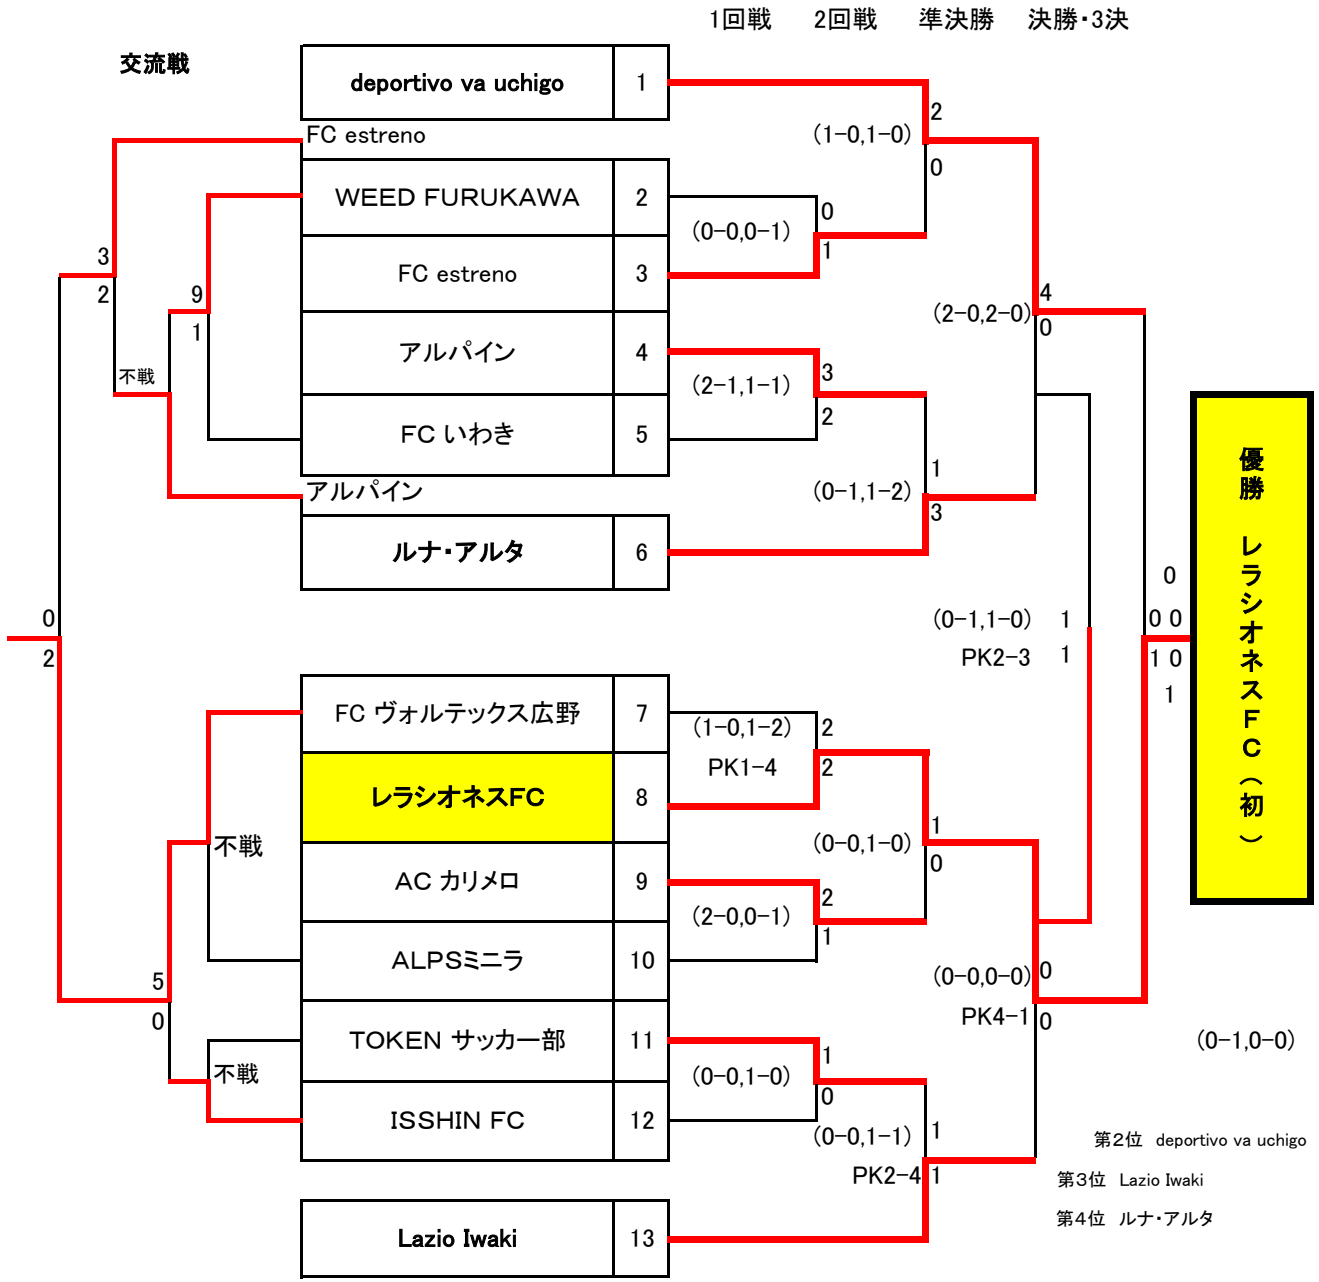 1回戦 2回戦 準決勝 決勝・3決
交流戦
deportivo va uchigo 1
2
FC estreno
(1-0,1-0)
0
WEED FURUKAWA 2
0
(0-0,0-1)
1
3
FC estreno 3
2
9
4
(2-0,2-0)
0
1
アルパイン 4
不戦
3
(2-1,1-1)
2
FC いわき 5
1
アルパイン
(0-1,1-2)
3
ルナ・アルタ 6
優勝 レラシオネスFC(初)
0
0
(0-1,1-0) 1
0 0
2
PK2-3 1
1 0
1
FC ヴォルテックス広野 7
(1-0,1-2)
2
PK1-4
2
レラシオネスFC 8
1
不戦
(0-0,1-0)
0
AC カリメロ 9
2
(2-0,0-1)
1
ALPSミニラ 10
5
(0-0,0-0)
0
0
PK4-1
0
TOKEN サッカー部 11
(0-1,0-0)
1
不戦
(0-0,1-0)
0
ISSHIN FC 12
(0-0,1-1)
1
第2位 deportivo va uchigo
PK2-4
1
第3位 Lazio Iwaki
第4位 ルナ・アルタ
Lazio Iwaki 13